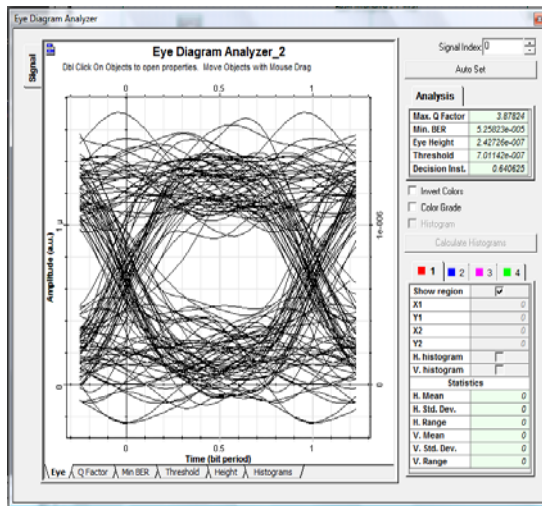 Eye Diagram Analyzer
Signal
Eye Diagram Analyzer_2
Dbl Click On Objects to open properties. Move Objects with Mouse Drag
0 0.5 1
Amplitude (a.u.)
0
1e-006
0
0 0.5 1
Time (bit period)
Eye Q Factor Min BER Threshold Height Histograms
Signal Index: 0
Auto Set
Analysis
Max. Q Factor 3.87824
Min. BER 5.25823e-005
Eye Height 2.42726e-007
Threshold 7.01142e-007
Decision Inst. 0.640625
Invert Colors
Color Grade
Histogram
Calculate Histograms
1 2 3 4
Show region
X1 0
Y1 0
X2 0
Y2 0
H. histogram
V. histogram
Statistics
H. Mean 0
H. Std. Dev. 0
H. Range 0
V. Mean 0
V. Std. Dev. 0
V. Range 0